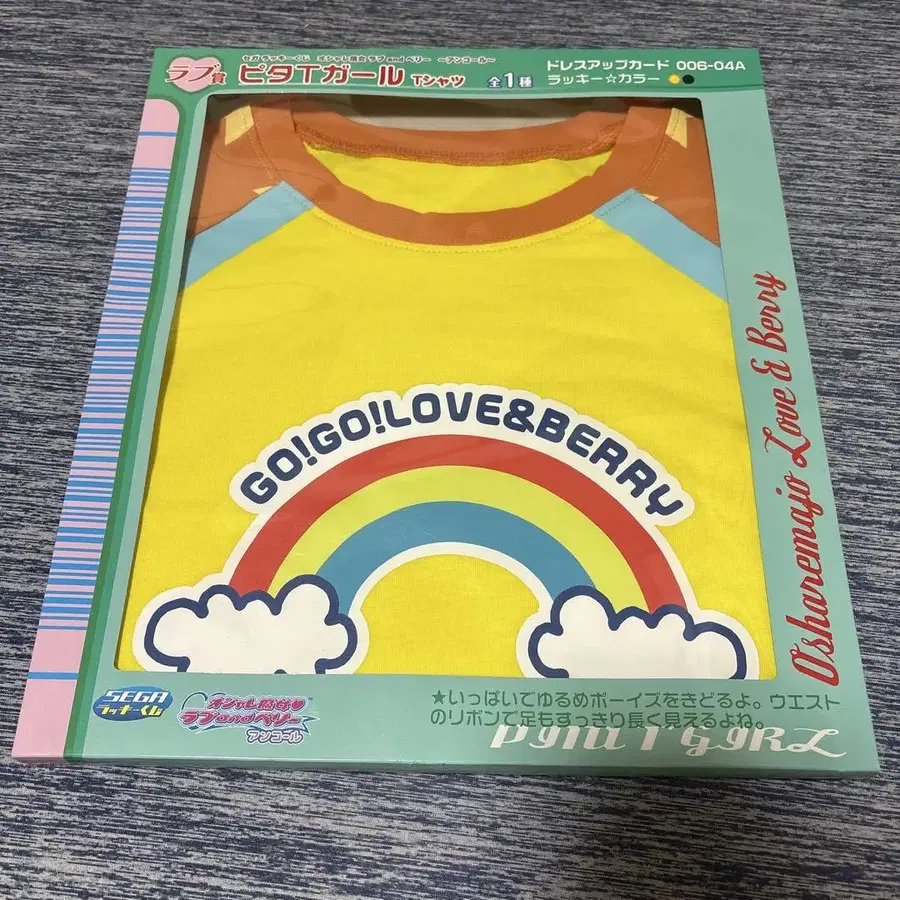 ラブ賞
セガ ラッキーくじ オシャレ魔女 ラブ and ベリー ～アンコール～
ピタTガール Tシャツ 全1種
ドレスアップカード 006-04A
ラッキー☆カラー
GO!GO!LOVE&BERRY
Osharemajo Love & Berry
SEGA
ラッキーくじ
オシャレ魔女♥
ラブandベリー
アンコール
★いっぱいでゆるめボーイズをきどるよ。ウエスト
のリボンで足もすっきり長く見えるよね。